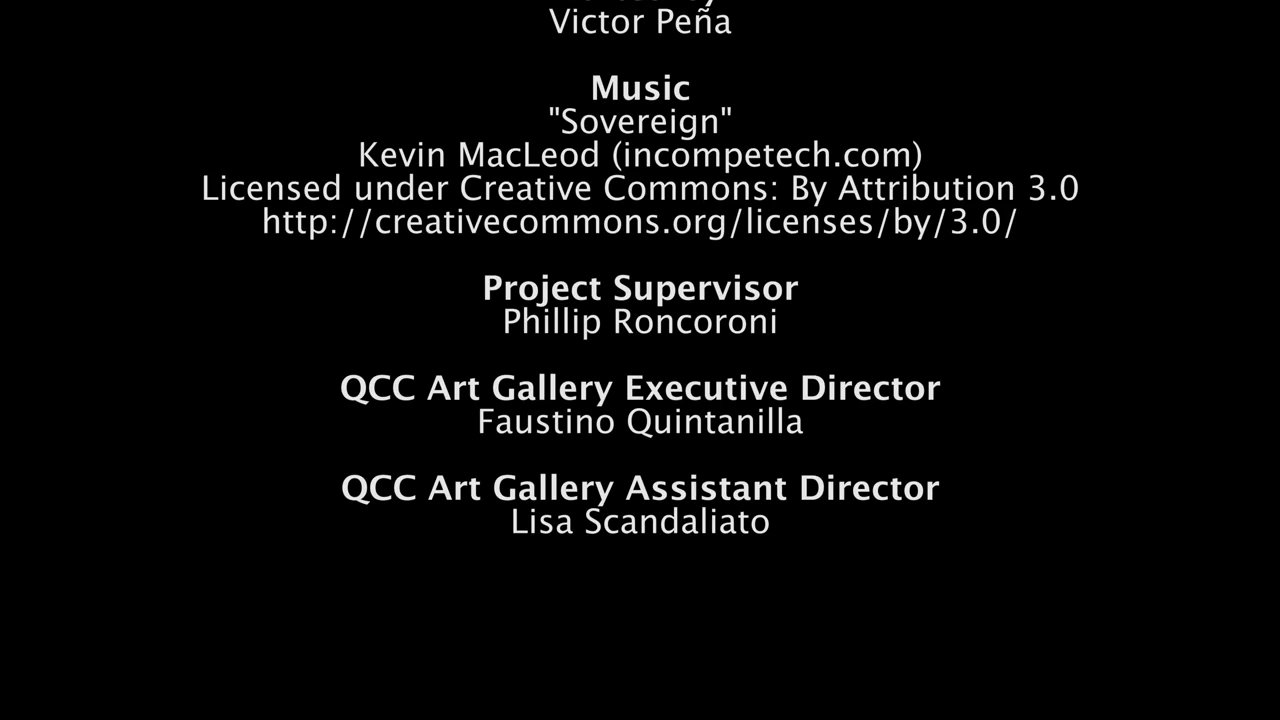 Victor Peña
Music
"Sovereign"
Kevin MacLeod (incompetech.com)
Licensed under Creative Commons: By Attribution 3.0
http://creativecommons.org/licenses/by/3.0/
Project Supervisor
Phillip Roncoroni
QCC Art Gallery Executive Director
Faustino Quintanilla
QCC Art Gallery Assistant Director
Lisa Scandaliato